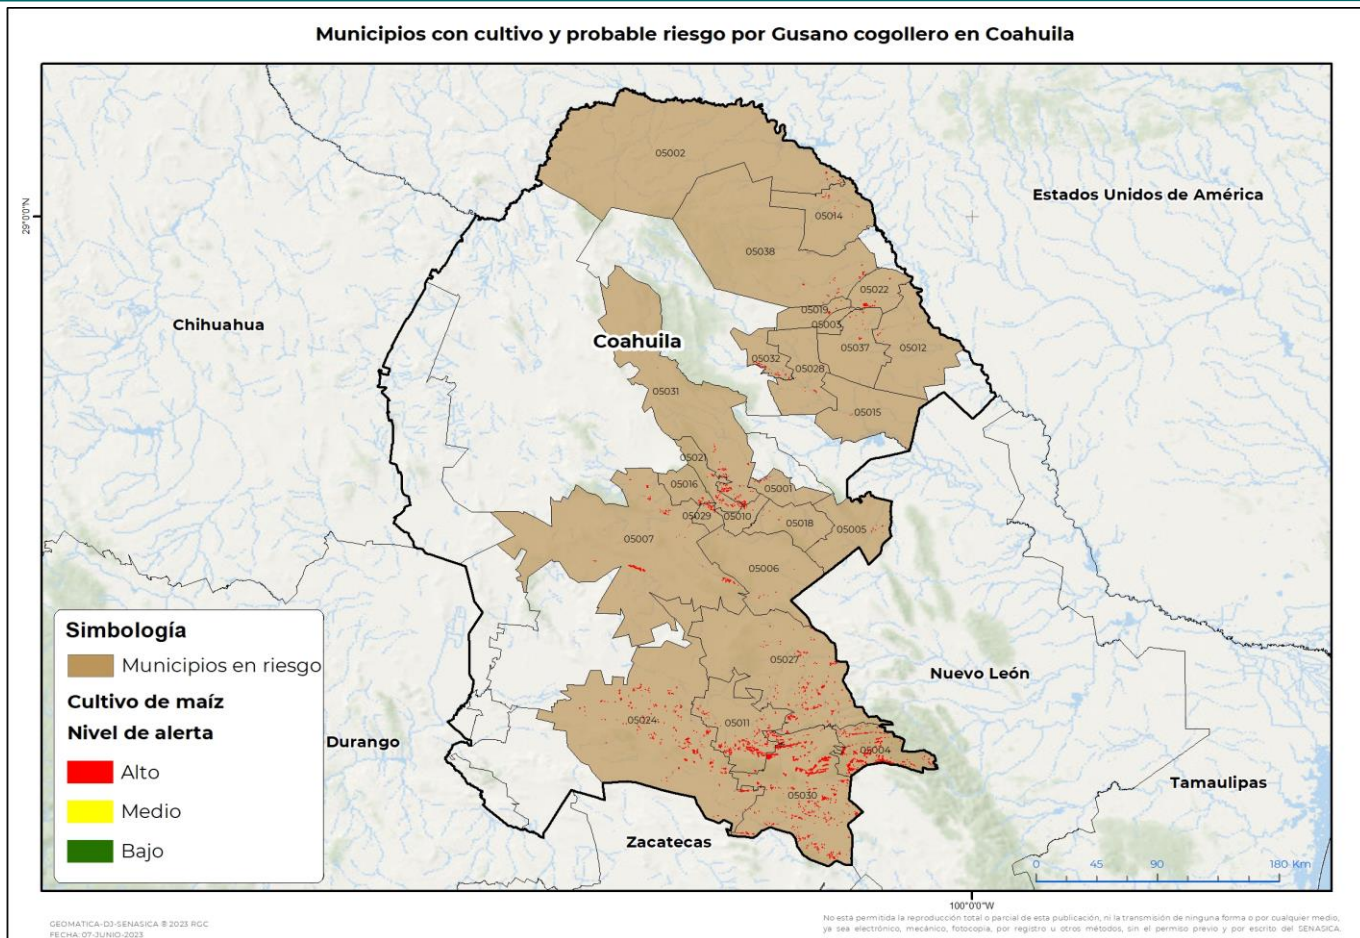 Municipios con cultivo y probable riesgo por Gusano cogollero en Coahuila
05002
Estados Unidos de América
29°0'0"N
05014
05038
05022
05019
Chihuahua
05003
Coahuila
05037
05012
05032
05028
05031
05015
05021
05016
05001
05029
05010
05018
05005
05007
05006
Simbología
Municipios en riesgo
Cultivo de maíz
Nivel de alerta
Alto
Medio
Bajo
05027
Nuevo León
05024
05011
Durango
05004
Tamaulipas
05030
Zacatecas
0 45 90 180 Km
100°0'0"W
GEOMATICA-DJ-SENASICA ® 2023 RGC
FECHA: 07-JUNIO-2023
No está permitida la reproducción total o parcial de esta publicación, ni la transmisión de ninguna forma o por cualquier medio,
ya sea electrónico, mecánico, fotocopia, por registro u otros métodos, sin el permiso previo y por escrito del SENASICA.